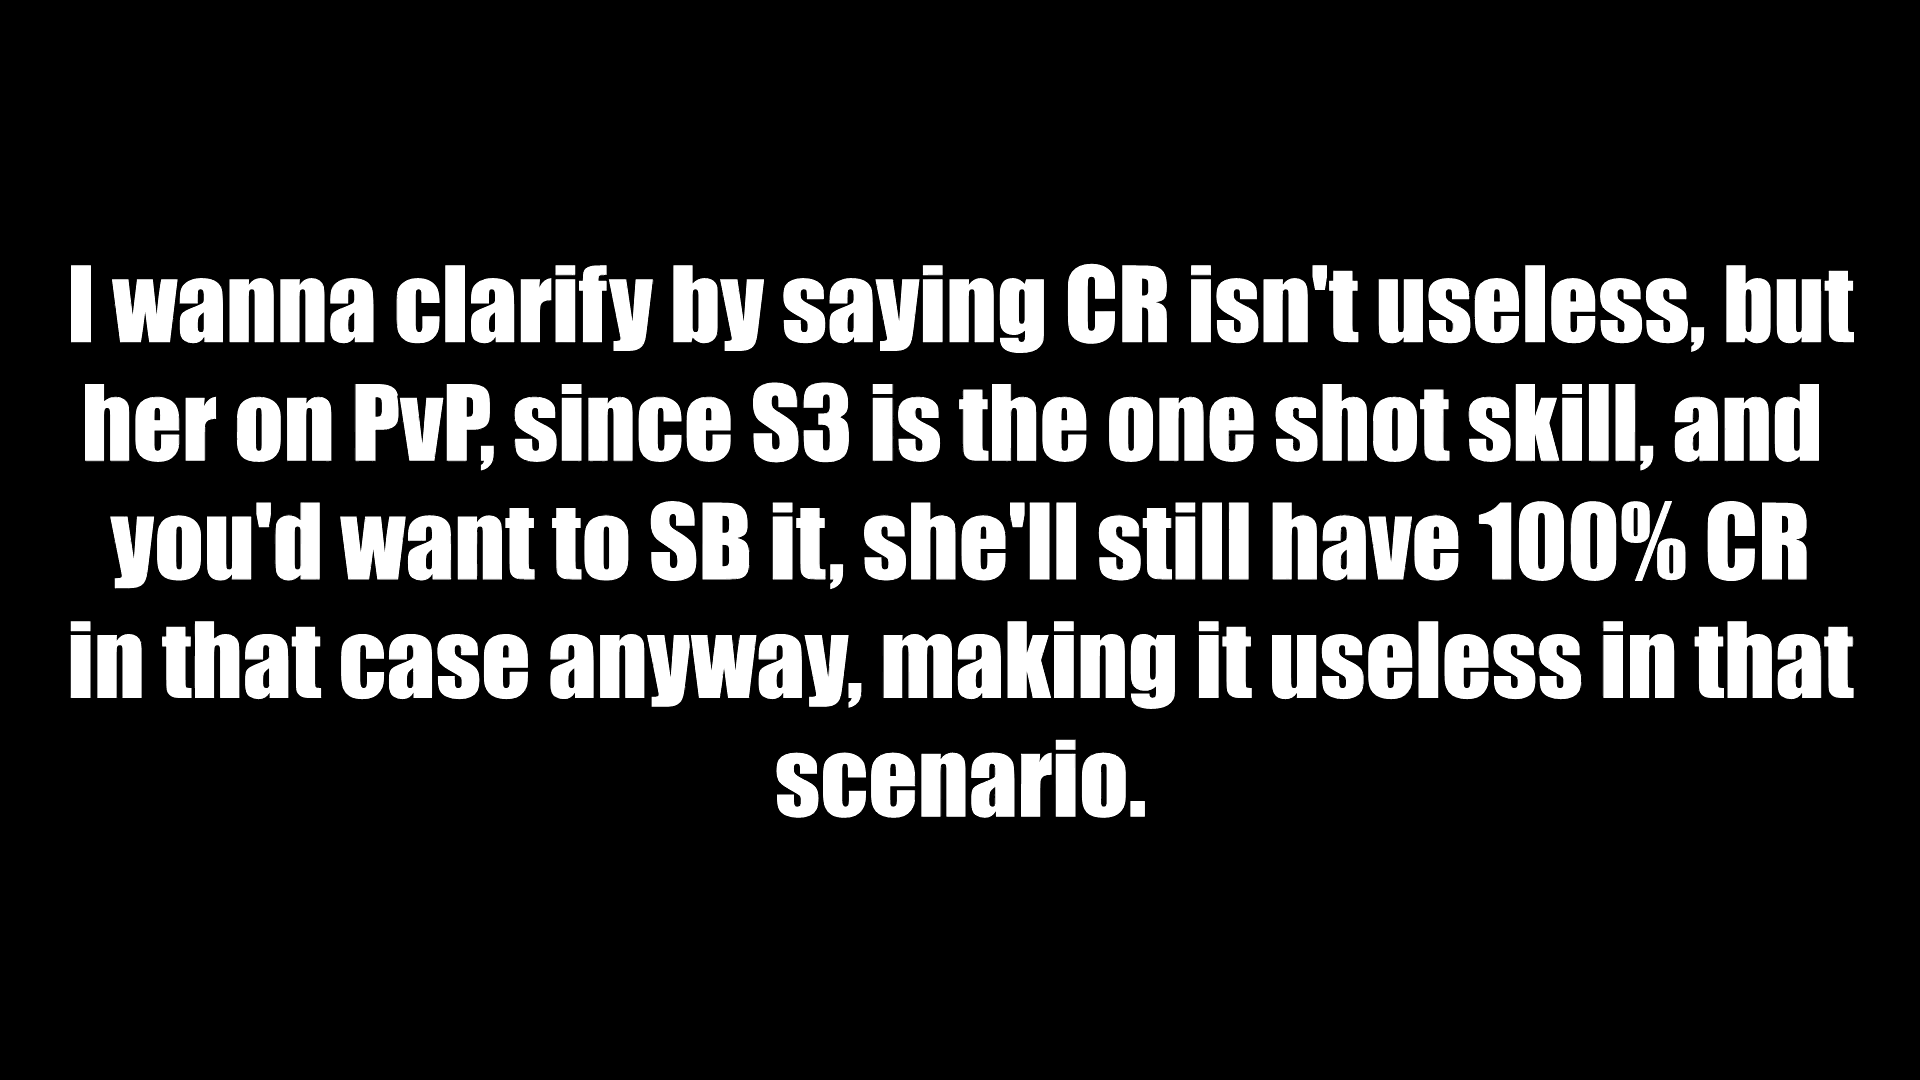 I wanna clarify by saying CR isn't useless, but
her on PvP, since S3 is the one shot skill, and
you'd want to SB it, she'll still have 100% CR
in that case anyway, making it useless in that
scenario.